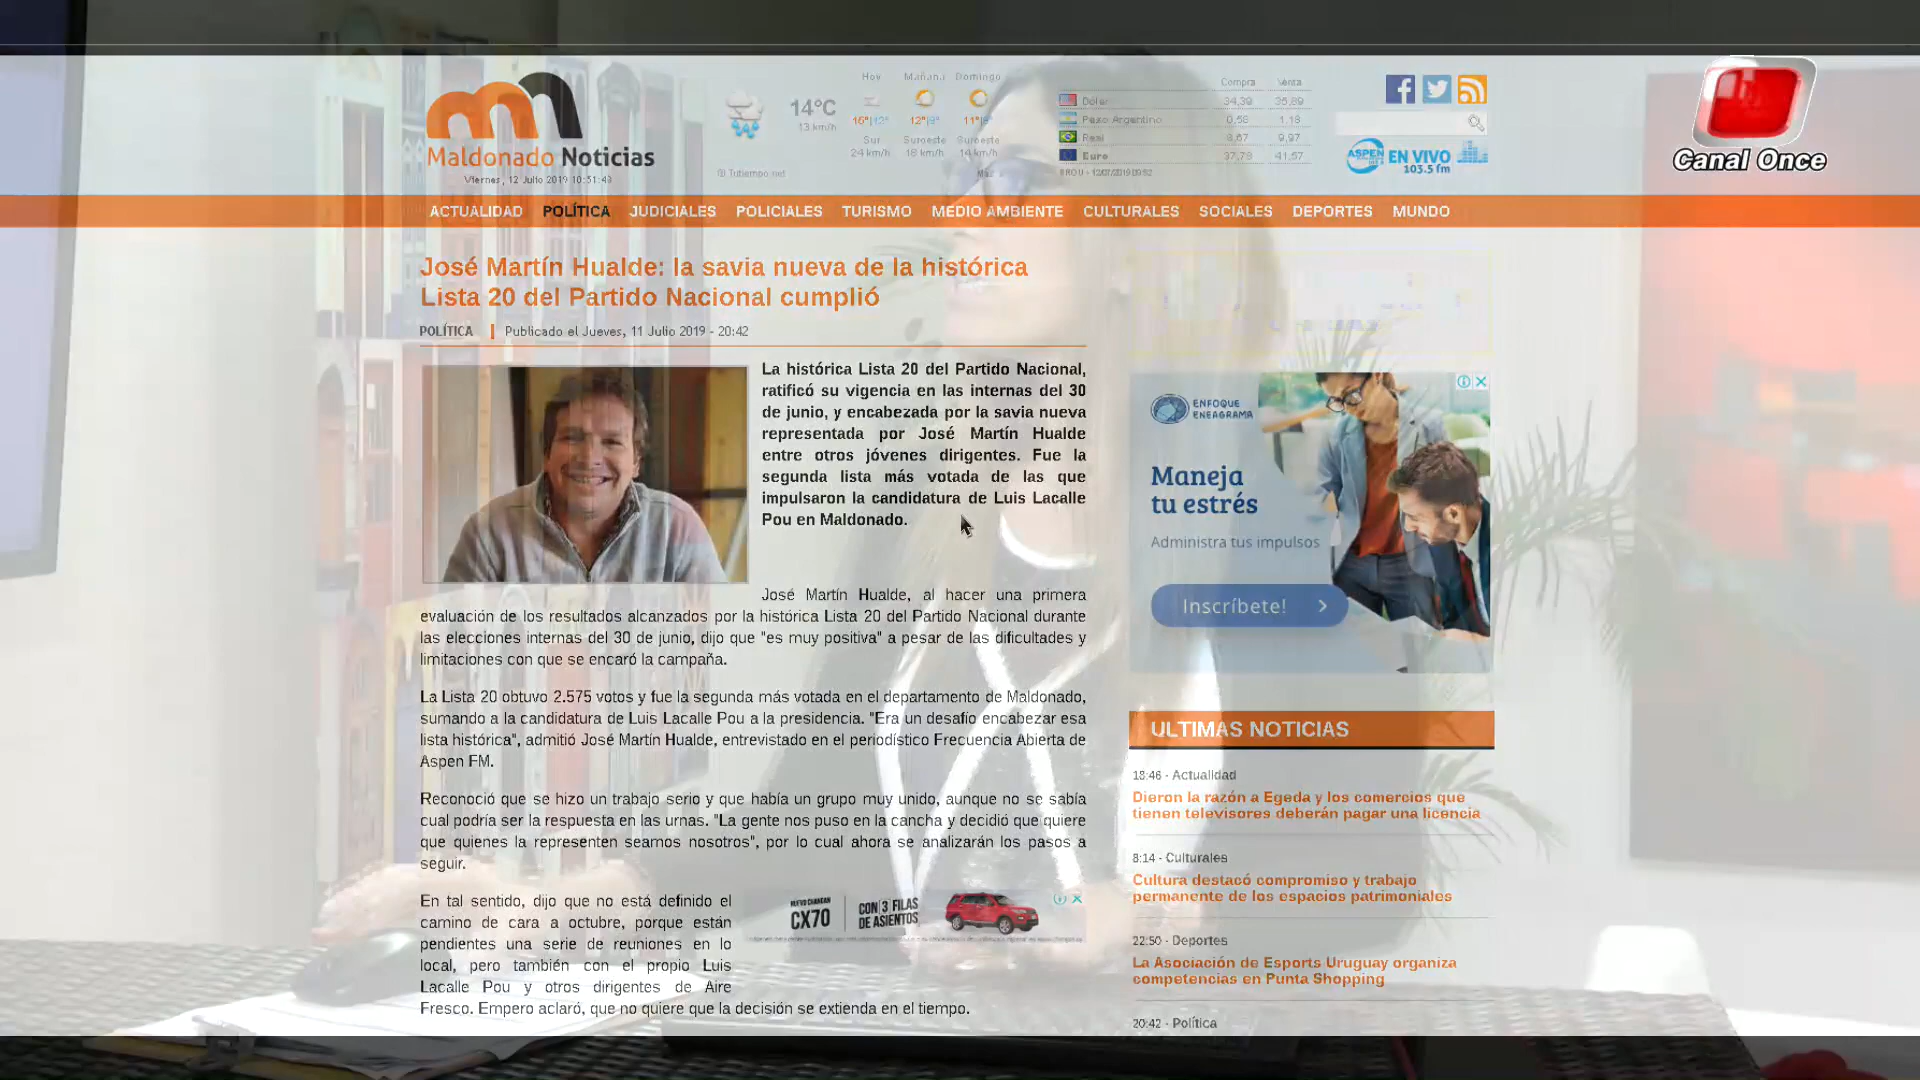 Maldonado Noticias
Viernes, 12 Julio 2019 10:51:49
Hoy Mañana Domingo
14°C
13 km/h
16°|12° 12°|9°
Sur Suroeste Suroeste
24 km/h 18 km/h 14 km/h
© Tutiempo.net
Compra Venta
Dólar 34,39 35,89
Peso Argentino 0,58 1,18
Real 8,67 9,97
Euro 37,78 41,57
BROU - 12/07/2019 09:52
ASPEN EN VIVO
103.5 fm
Canal Once
ACTUALIDAD POLÍTICA JUDICIALES POLICIALES TURISMO MEDIO AMBIENTE CULTURALES SOCIALES DEPORTES MUNDO
José Martín Hualde: la savia nueva de la histórica
Lista 20 del Partido Nacional cumplió
POLÍTICA | Publicado el Jueves, 11 Julio 2019 - 20:42
La histórica Lista 20 del Partido Nacional,
ratificó su vigencia en las internas del 30
de junio, y encabezada por la savia nueva
representada por José Martín Hualde
entre otros jóvenes dirigentes. Fue la
segunda lista más votada de las que
impulsaron la candidatura de Luis Lacalle
Pou en Maldonado.
José Martín Hualde, al hacer una primera
evaluación de los resultados alcanzados por la histórica Lista 20 del Partido Nacional durante
las elecciones internas del 30 de junio, dijo que "es muy positiva" a pesar de las dificultades y
limitaciones con que se encaró la campaña.
La Lista 20 obtuvo 2.575 votos y fue la segunda más votada en el departamento de Maldonado,
sumando a la candidatura de Luis Lacalle Pou a la presidencia. "Era un desafío encabezar esa
lista histórica", admitió José Martín Hualde, entrevistado en el periodístico Frecuencia Abierta de
Aspen FM.
Reconoció que se hizo un trabajo serio y que había un grupo muy unido, aunque no se sabía
cual podría ser la respuesta en las urnas. "La gente nos puso en la cancha y decidió que quiere
que quienes la representen seamos nosotros", por lo cual ahora se analizarán los pasos a
seguir.
En tal sentido, dijo que no está definido el
camino de cara a octubre, porque están
pendientes una serie de reuniones en lo
local, pero también con el propio Luis
Lacalle Pou y otros dirigentes de Aire
Fresco. Empero aclaró, que no quiere que la decisión se extienda en el tiempo.
CX70
CON 3 FILAS
DE ASIENTOS
ENFOQUE
ENEAGRAMA
Maneja
tu estrés
Administra tus impulsos
Inscríbete!
ULTIMAS NOTICIAS
18:46 - Actualidad
Dieron la razón a Egeda y los comercios que
tienen televisores deberán pagar una licencia
8:14 - Culturales
Cultura destacó compromiso y trabajo
permanente de los espacios patrimoniales
22:50 - Deportes
La Asociación de Esports Uruguay organiza
competencias en Punta Shopping
20:42 - Política